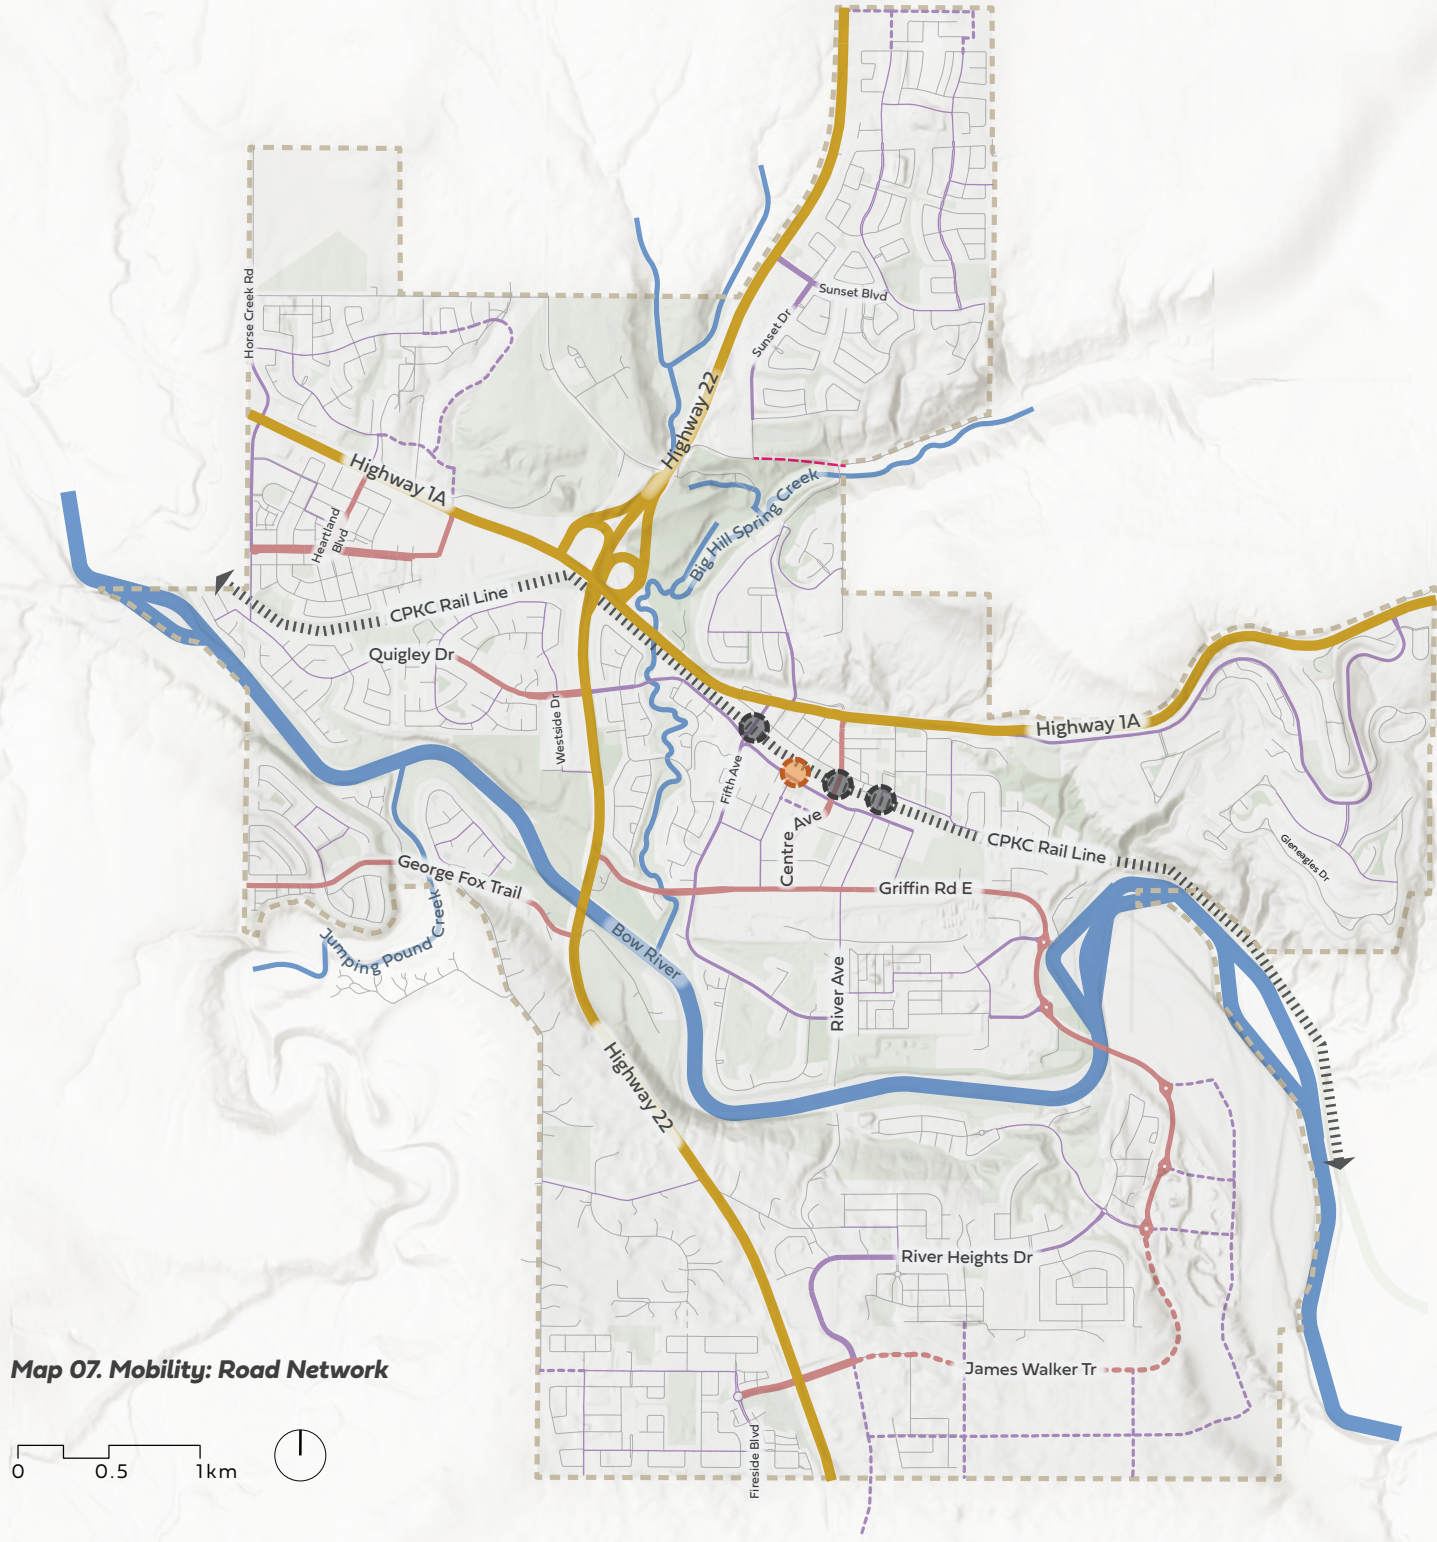 Horse Creek Rd
Sunset Blvd
Sunset Dr
Highway 22
Highway 1A
Heartland
Blvd
Big Hill Spring Creek
CPKC Rail Line
Quigley Dr
Westside Dr
Highway 1A
Fifth Ave
Centre Ave
CPKC Rail Line
Gleneagles Dr
George Fox Trail
Griffin Rd E
Jumping Pound Creek
Bow River
River Ave
Highway 22
River Heights Dr
James Walker Tr
Fireside Blvd
Map 07. Mobility: Road Network
0 0.5 1km